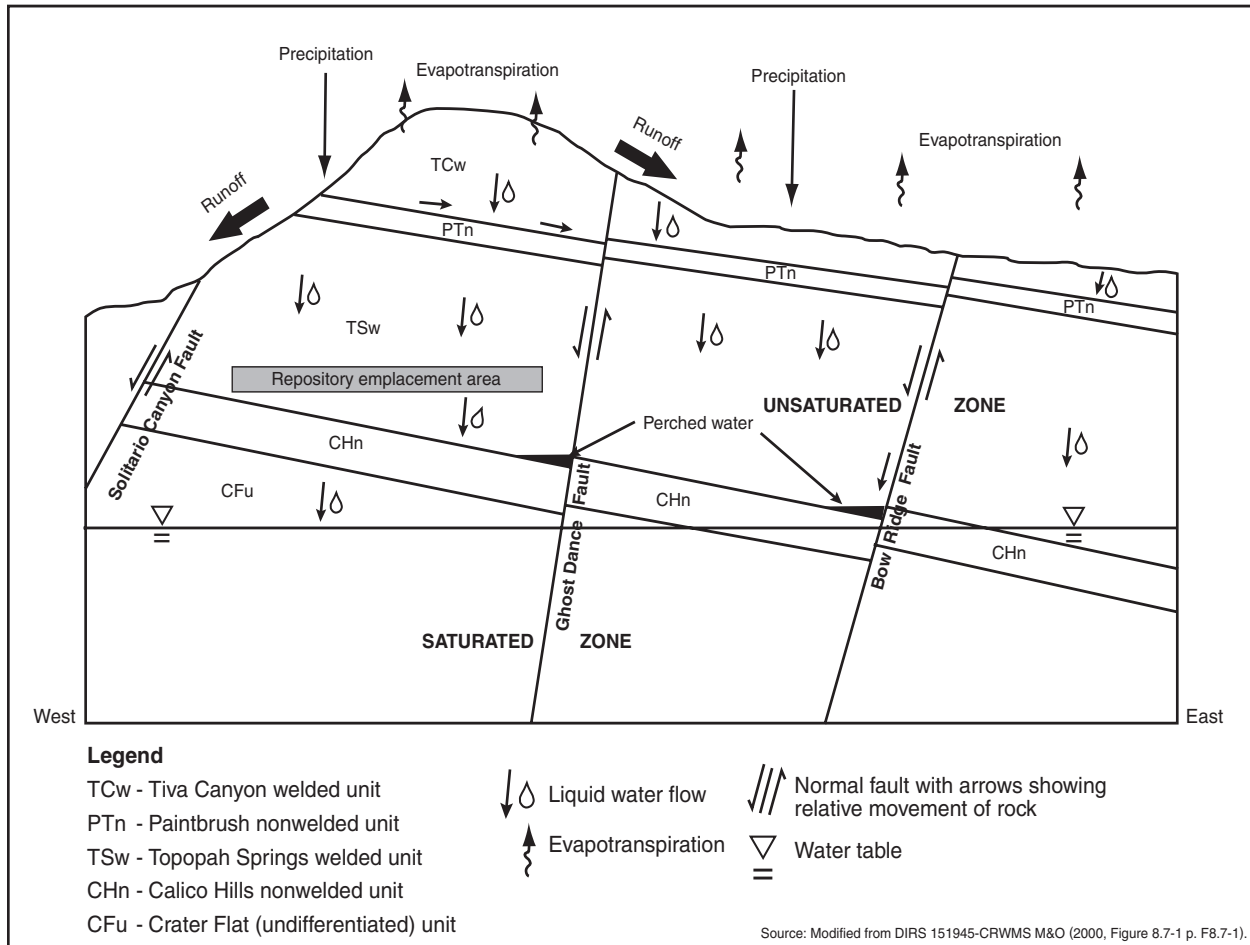 Precipitation
Evapotranspiration
Precipitation
Evapotranspiration
Runoff
Runoff
TCw
PTn
PTn
PTn
TSw
Solitario Canyon Fault
Repository emplacement area
UNSATURATED ZONE
Perched water
CHn
CHn
CHn
CFu
Ghost Dance Fault
Bow Ridge Fault
SATURATED ZONE
West
East
Legend
TCw - Tiva Canyon welded unit
PTn - Paintbrush nonwelded unit
TSw - Topopah Springs welded unit
CHn - Calico Hills nonwelded unit
CFu - Crater Flat (undifferentiated) unit
Liquid water flow
Evapotranspiration
Normal fault with arrows showing
relative movement of rock
Water table
Source: Modified from DIRS 151945-CRWMS M&O (2000, Figure 8.7-1 p. F8.7-1).